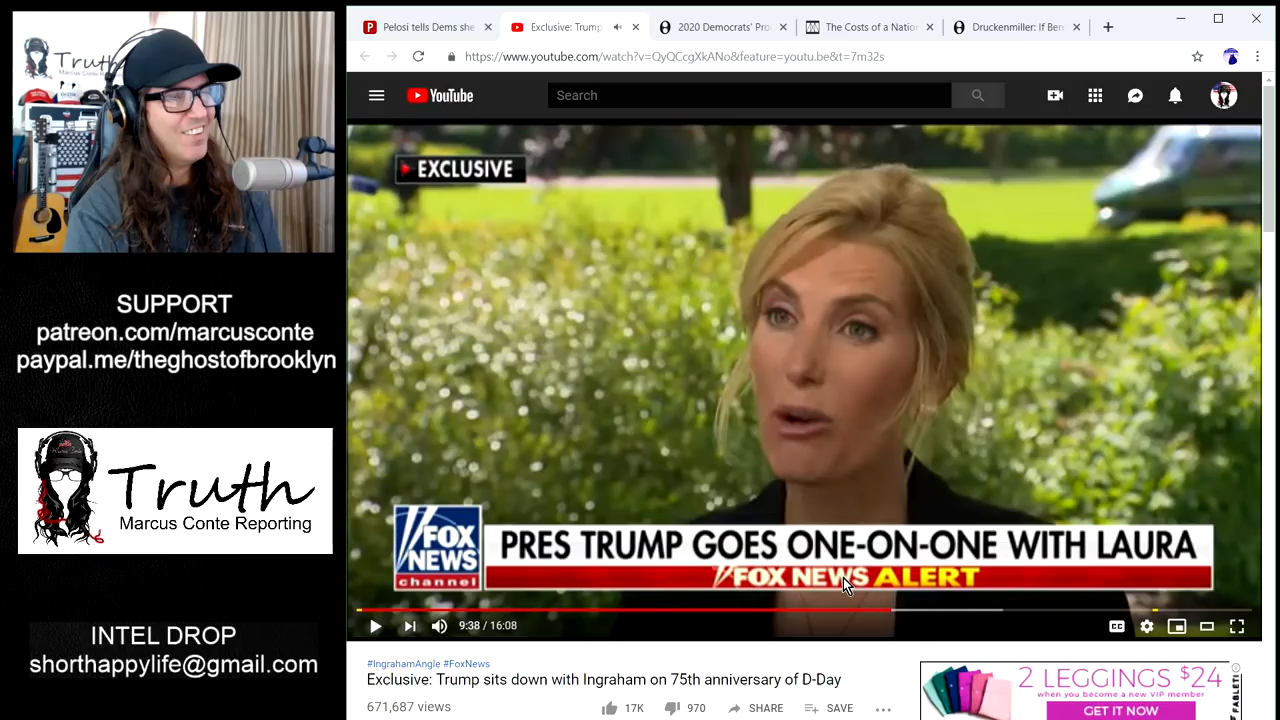 Truth
Marcus Conte Reporting
SUPPORT
patreon.com/marcusconte
paypal.me/theghostofbrooklyn
Truth
Marcus Conte Reporting
INTEL DROP
shorthappylife@gmail.com
Pelosi tells Dems she
Exclusive: Trump
2020 Democrats' Pro
The Costs of a Nation
Druckenmiller: If Ber
https://www.youtube.com/watch?v=QyQCcgXkANo&feature=youtu.be&t=7m32s
YouTube
Search
EXCLUSIVE
FOX NEWS channel
PRES TRUMP GOES ONE-ON-ONE WITH LAURA
FOX NEWS ALERT
9:38 / 16:08
CC
#IngrahamAngle #FoxNews
Exclusive: Trump sits down with Ingraham on 75th anniversary of D-Day
671,687 views
17K
970
SHARE
SAVE
2 LEGGINGS $24
when you become a new VIP member
GET IT NOW
FABLETI